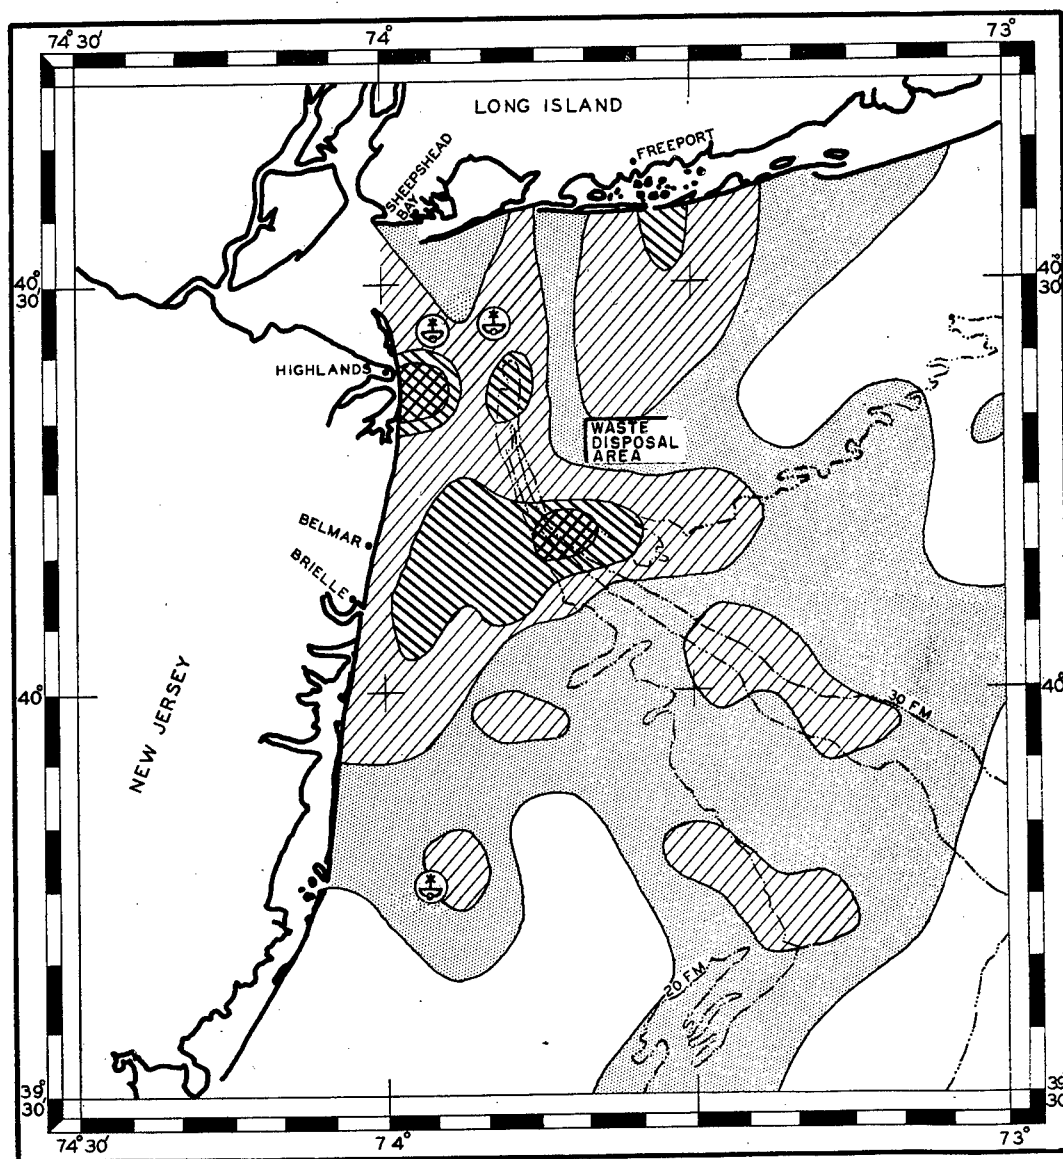 74°30'
74°
73°
LONG ISLAND
FREEPORT
SHEEPSHEAD
BAY
40°
30'
40°
30'
HIGHLANDS
WASTE
DISPOSAL
AREA
BELMAR
BRIELLE
NEW JERSEY
40°
40°
30 FM
20 FM
39°
30'
39°
30'
74°30'
74°
73°